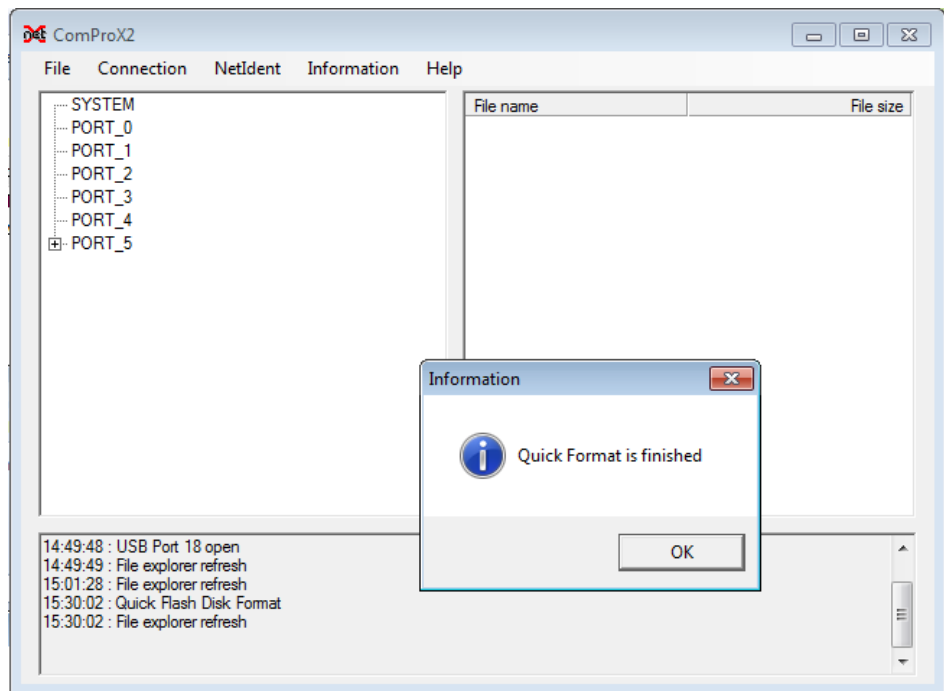 ComProX2
File Connection NetIdent Information Help
SYSTEM
PORT_0
PORT_1
PORT_2
PORT_3
PORT_4
PORT_5
File name File size
Information
Quick Format is finished
OK
14:49:48 : USB Port 18 open
14:49:49 : File explorer refresh
15:01:28 : File explorer refresh
15:30:02 : Quick Flash Disk Format
15:30:02 : File explorer refresh